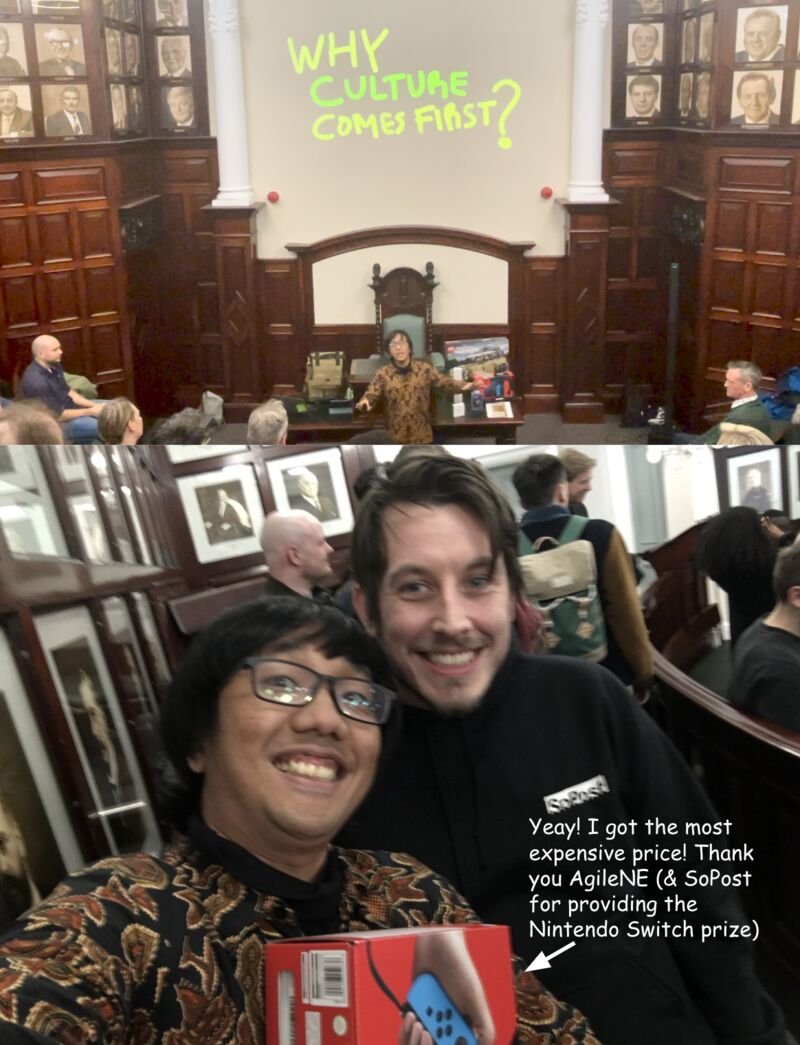 WHY
CULTURE
COMES FIRST?
SoPost
Yeay! I got the most
expensive price! Thank
you AgileNE (& SoPost
for providing the
Nintendo Switch prize)